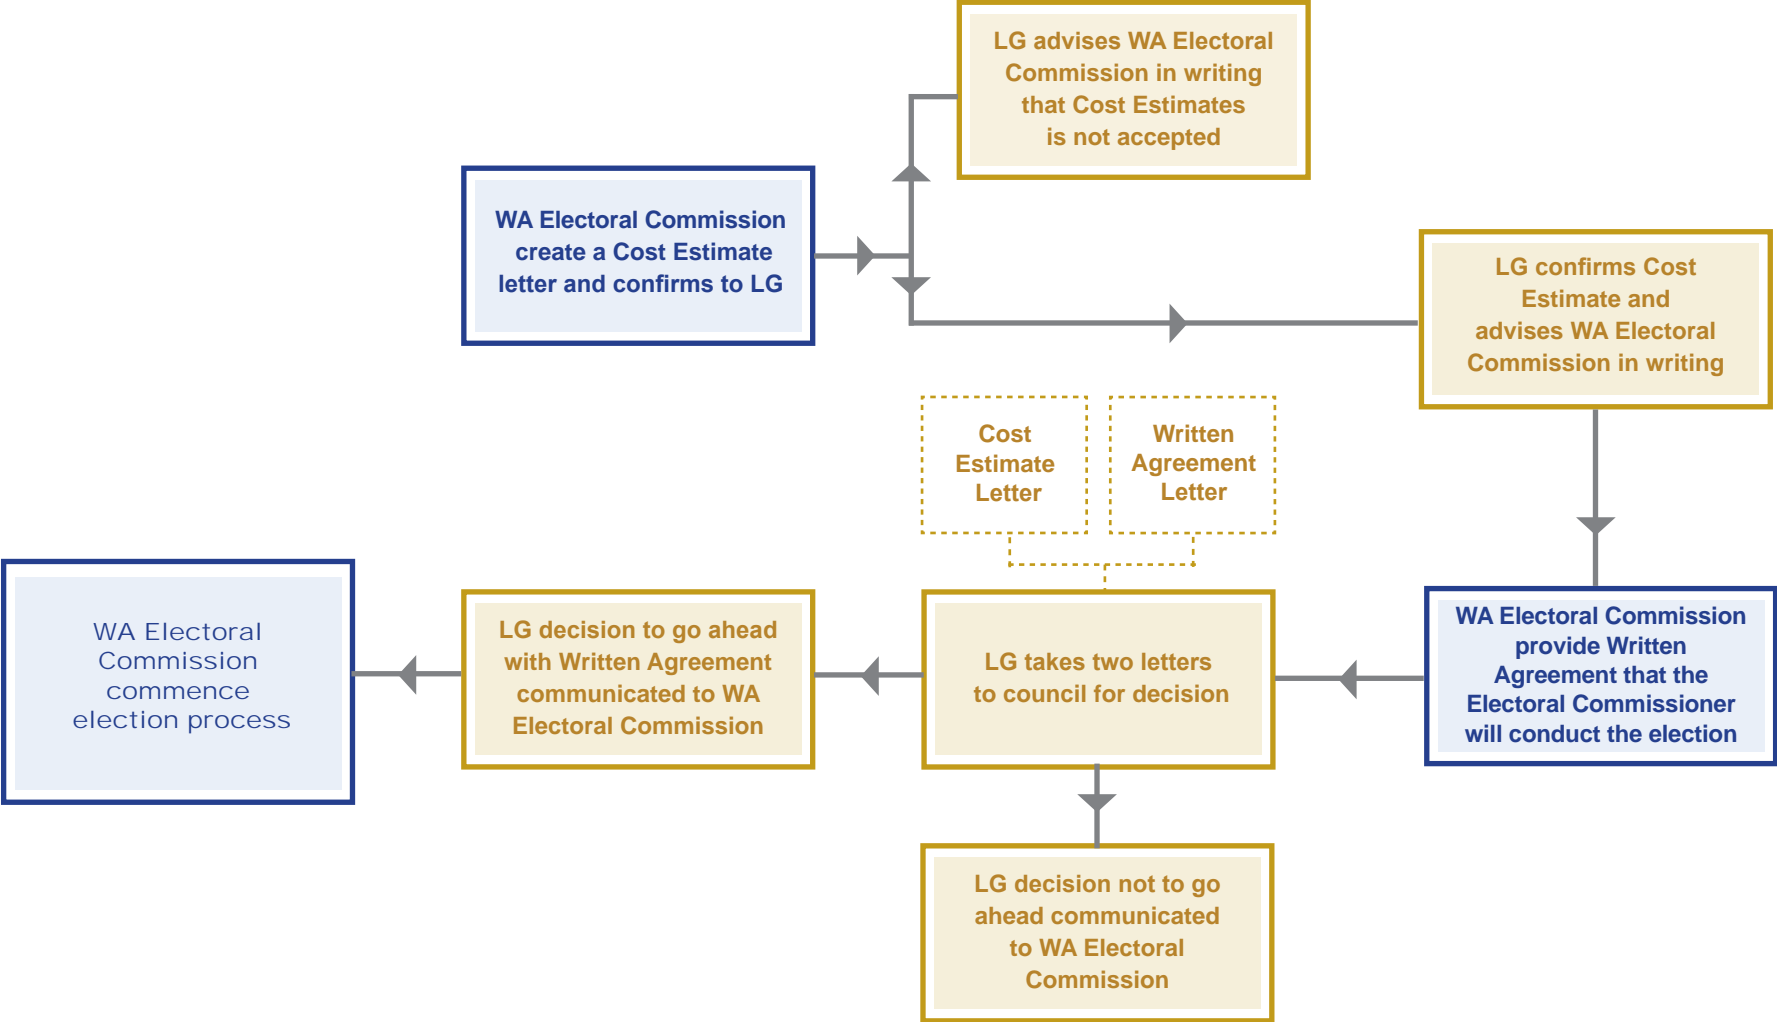 LG advises WA Electoral
Commission in writing
that Cost Estimates
is not accepted
WA Electoral Commission
create a Cost Estimate
letter and confirms to LG
LG confirms Cost
Estimate and
advises WA Electoral
Commission in writing
Cost
Estimate
Letter
Written
Agreement
Letter
WA Electoral
Commission
commence
election process
LG decision to go ahead
with Written Agreement
communicated to WA
Electoral Commission
LG takes two letters
to council for decision
WA Electoral Commission
provide Written
Agreement that the
Electoral Commissioner
will conduct the election
LG decision not to go
ahead communicated
to WA Electoral
Commission